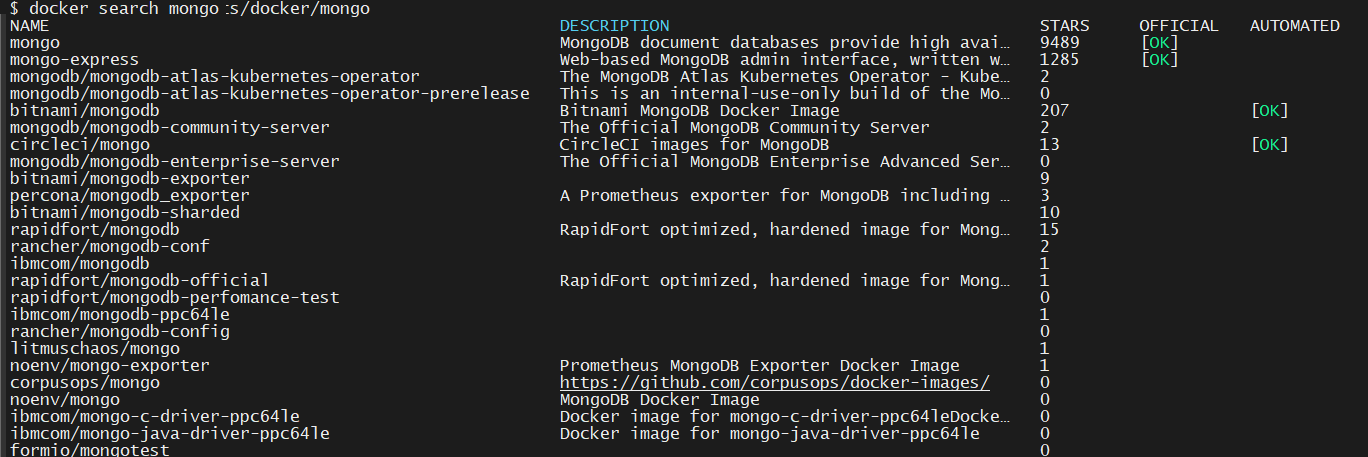 $ docker search mongo :s/docker/mongo
NAME DESCRIPTION STARS OFFICIAL AUTOMATED
mongo MongoDB document databases provide high avai… 9489 [OK]
mongo-express Web-based MongoDB admin interface, written w… 1285 [OK]
mongodb/mongodb-atlas-kubernetes-operator The MongoDB Atlas Kubernetes Operator - Kube… 2
mongodb/mongodb-atlas-kubernetes-operator-prerelease This is an internal-use-only build of the Mo… 0
bitnami/mongodb Bitnami MongoDB Docker Image 207 [OK]
mongodb/mongodb-community-server The Official MongoDB Community Server 2
circleci/mongo CircleCI images for MongoDB 13 [OK]
mongodb/mongodb-enterprise-server The Official MongoDB Enterprise Advanced Ser… 0
bitnami/mongodb-exporter 9
percona/mongodb_exporter A Prometheus exporter for MongoDB including … 3
bitnami/mongodb-sharded 10
rapidfort/mongodb RapidFort optimized, hardened image for Mong… 15
rancher/mongodb-conf 2
ibmcom/mongodb 1
rapidfort/mongodb-official RapidFort optimized, hardened image for Mong… 1
rapidfort/mongodb-perfomance-test 0
ibmcom/mongodb-ppc64le 1
rancher/mongodb-config 0
litmuschaos/mongo 1
noenv/mongo-exporter Prometheus MongoDB Exporter Docker Image 1
corpusops/mongo https://github.com/corpusops/docker-images/ 0
noenv/mongo MongoDB Docker Image 0
ibmcom/mongo-c-driver-ppc64le Docker image for mongo-c-driver-ppc64leDocke… 0
ibmcom/mongo-java-driver-ppc64le Docker image for mongo-java-driver-ppc64le 0
formio/mongotest 0